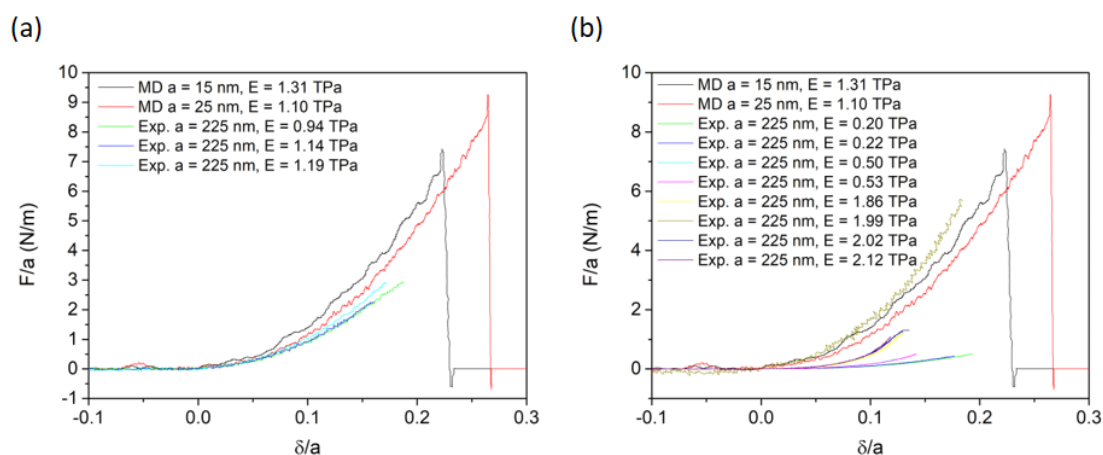 (a)
10
9
8
7
6
5
4
3
2
1
0
-1
F/a (N/m)
MD a = 15 nm, E = 1.31 TPa
MD a = 25 nm, E = 1.10 TPa
Exp. a = 225 nm, E = 0.94 TPa
Exp. a = 225 nm, E = 1.14 TPa
Exp. a = 225 nm, E = 1.19 TPa
-0.1 0.0 0.1 0.2 0.3
δ/a
(b)
10
8
6
4
2
0
F/a (N/m)
MD a = 15 nm, E = 1.31 TPa
MD a = 25 nm, E = 1.10 TPa
Exp. a = 225 nm, E = 0.20 TPa
Exp. a = 225 nm, E = 0.22 TPa
Exp. a = 225 nm, E = 0.50 TPa
Exp. a = 225 nm, E = 0.53 TPa
Exp. a = 225 nm, E = 1.86 TPa
Exp. a = 225 nm, E = 1.99 TPa
Exp. a = 225 nm, E = 2.02 TPa
Exp. a = 225 nm, E = 2.12 TPa
-0.1 0.0 0.1 0.2 0.3
δ/a